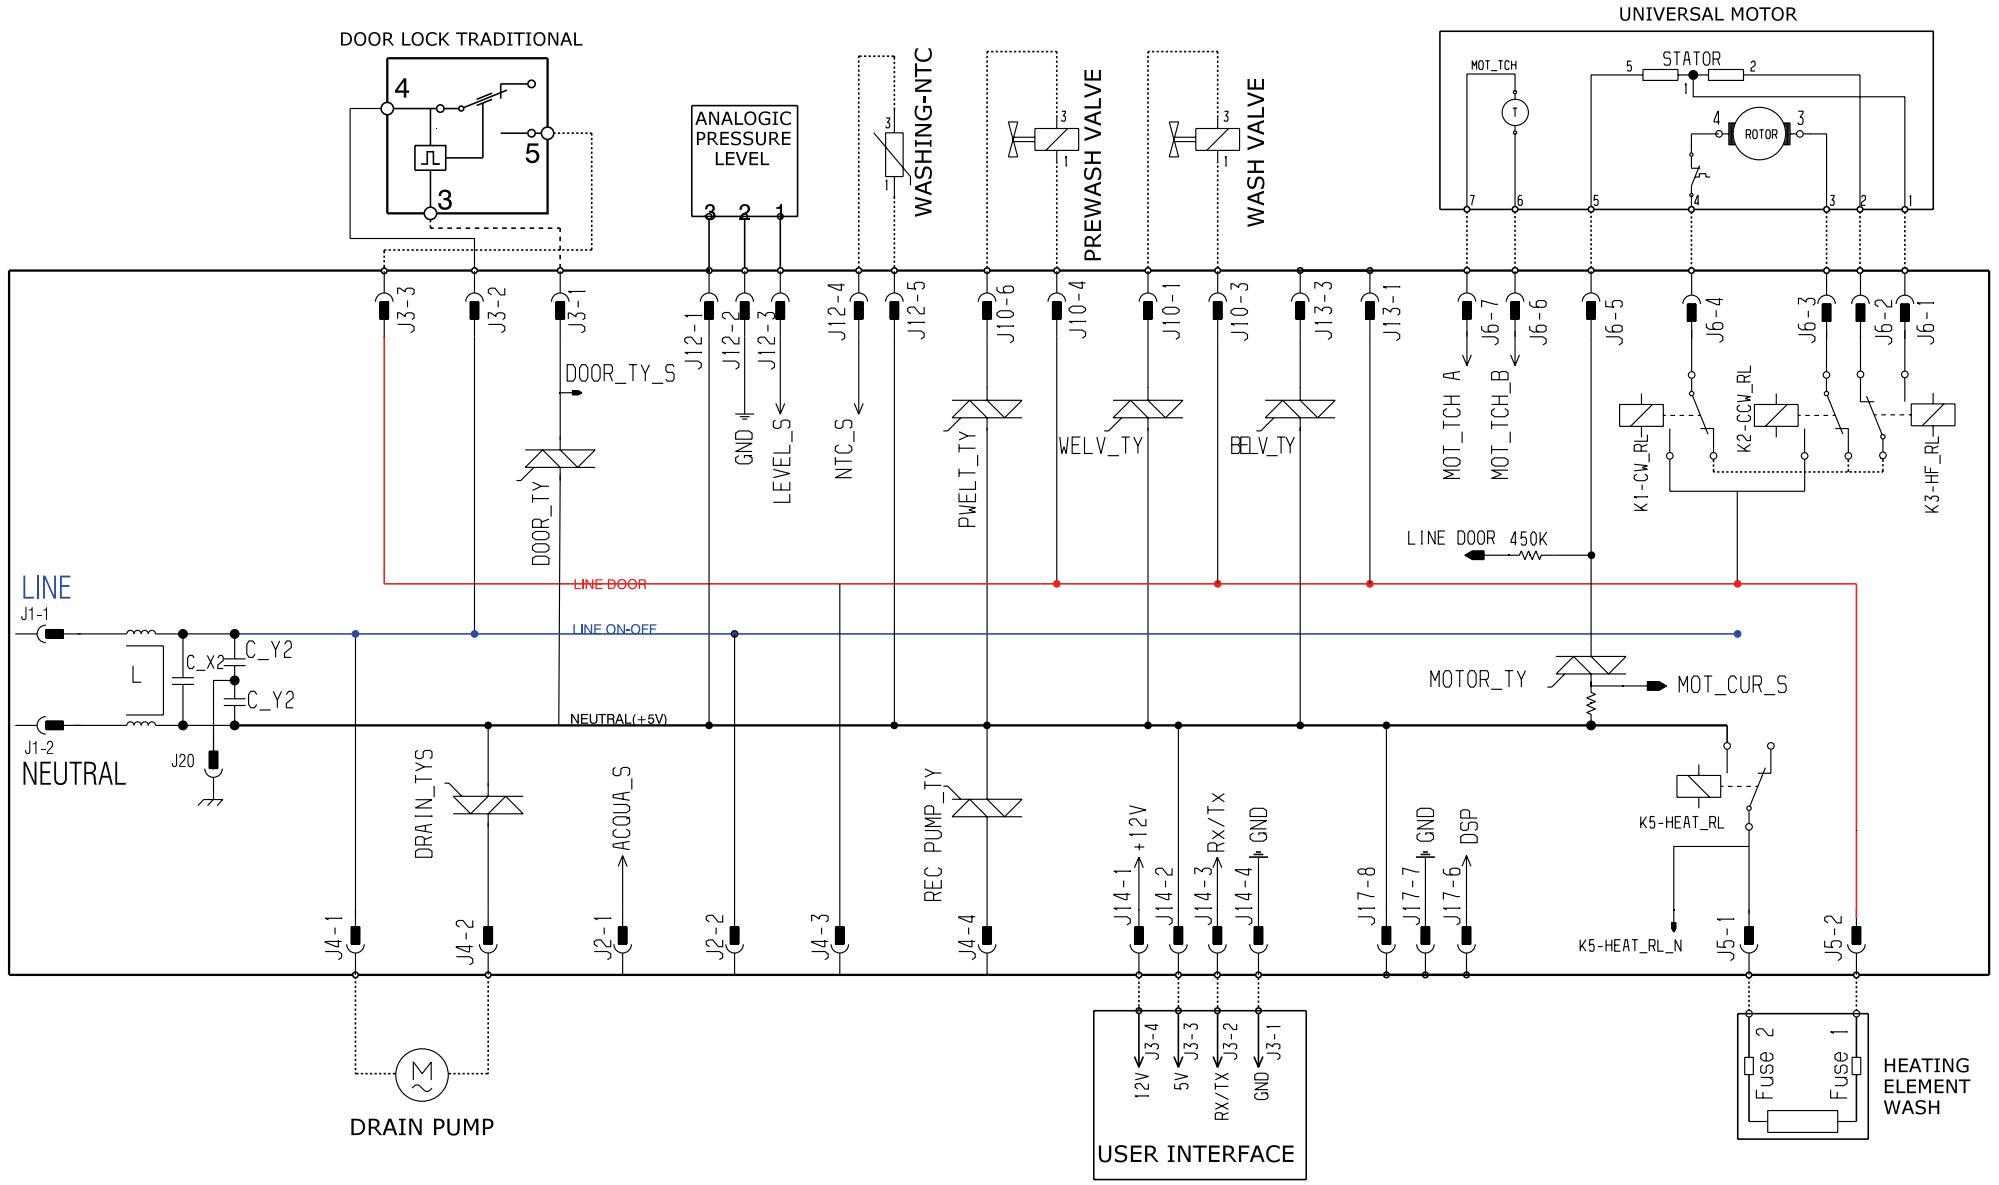 UNIVERSAL MOTOR
DOOR LOCK TRADITIONAL
4
5
3
ANALOGIC
PRESSURE
LEVEL
3 2 1
WASHING-NTC
3
1
PREWASH VALVE
3
1
WASH VALVE
3
1
MOT_TCH
T
STATOR
5
2
1
4
ROTOR
3
7
6
5
4
3
2
1
J3-3
J3-2
J3-1
J12-1
J12-2
J12-3
J12-4
J12-5
J10-6
J10-4
J10-1
J10-3
J13-3
J13-1
J6-7
J6-6
J6-5
J6-4
J6-3
J6-2
J6-1
DOOR_TY_S
DOOR_TY
GND
LEVEL_S
NTC_S
PWELT_TY
WELV_TY
BELV_TY
MOT_TCH A
MOT_TCH_B
K1-CW_RL
K2-CCW_RL
K3-HF_RL
LINE DOOR 450K
LINE DOOR
LINE
J1-1
LINE ON-OFF
L
C_X2
C_Y2
C_Y2
MOTOR_TY
MOT_CUR_S
NEUTRAL(+5V)
J1-2
NEUTRAL
J20
DRAIN_TYS
ACQUA_S
REC PUMP_TY
+12V
Rx/Tx
GND
GND
DSP
K5-HEAT_RL
K5-HEAT_RL_N
J4-1
J4-2
J2-1
J2-2
J4-3
J4-4
J14-1
J14-2
J14-3
J14-4
J17-8
J17-7
J17-6
J5-1
J5-2
M
DRAIN PUMP
J3-4
J3-3
J3-2
J3-1
12V
5V
RX/TX
GND
USER INTERFACE
Fuse 2
Fuse 1
HEATING
ELEMENT
WASH